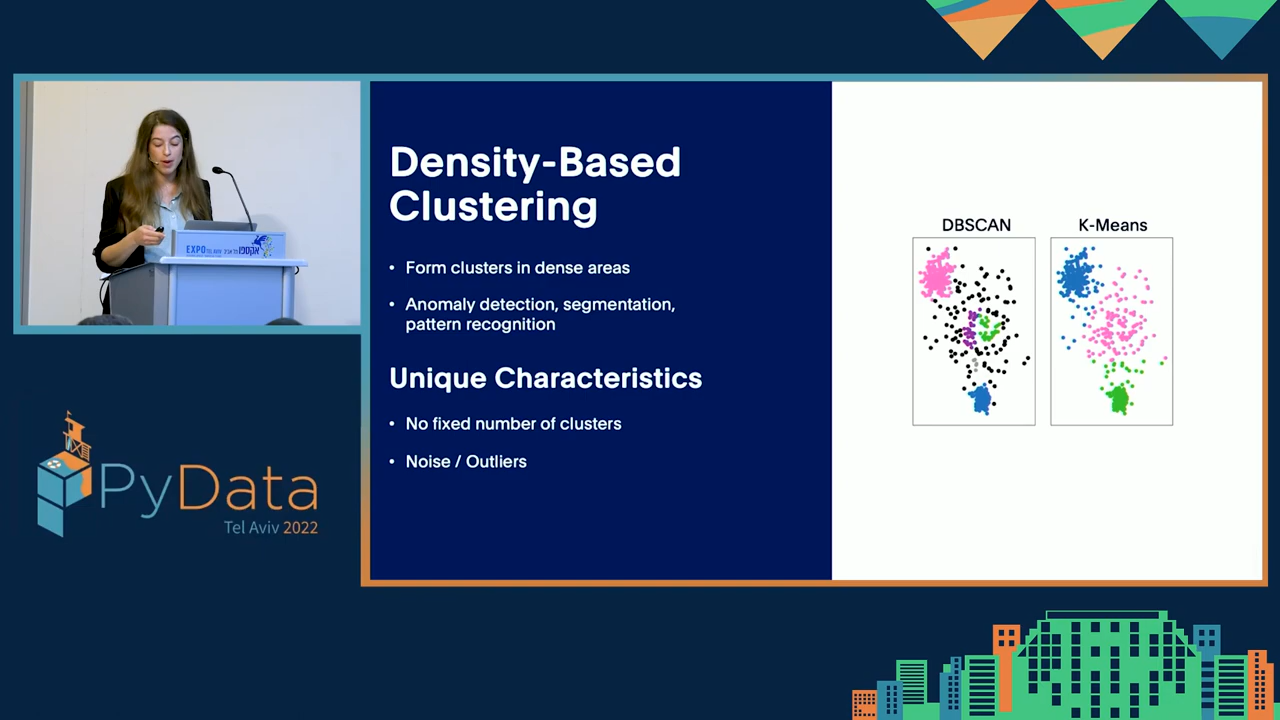 Density-Based
Clustering
• Form clusters in dense areas
• Anomaly detection, segmentation,
pattern recognition
Unique Characteristics
• No fixed number of clusters
• Noise / Outliers
DBSCAN
K-Means
EXPO
אקספו
PyData
Tel Aviv 2022